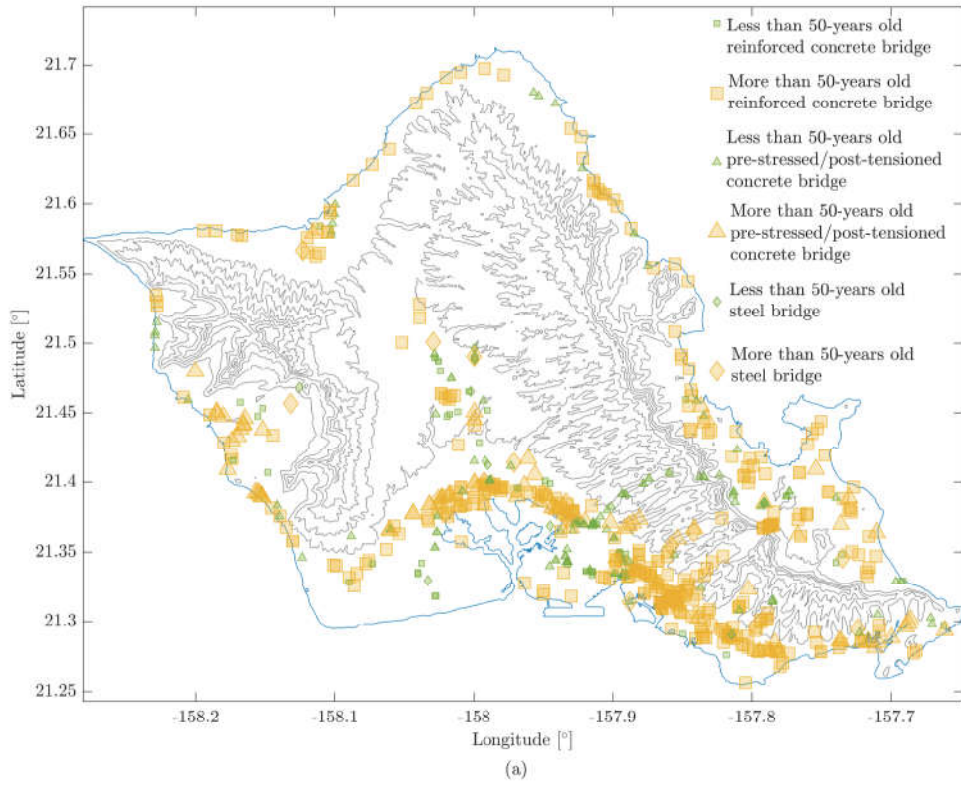 Less than 50-years old
reinforced concrete bridge
More than 50-years old
reinforced concrete bridge
Less than 50-years old
pre-stressed/post-tensioned
concrete bridge
More than 50-years old
pre-stressed/post-tensioned
concrete bridge
Less than 50-years old
steel bridge
More than 50-years old
steel bridge
Latitude [°]
21.7
21.65
21.6
21.55
21.5
21.45
21.4
21.35
21.3
21.25
-158.2 -158.1 -158 -157.9 -157.8 -157.7
Longitude [°]
(a)